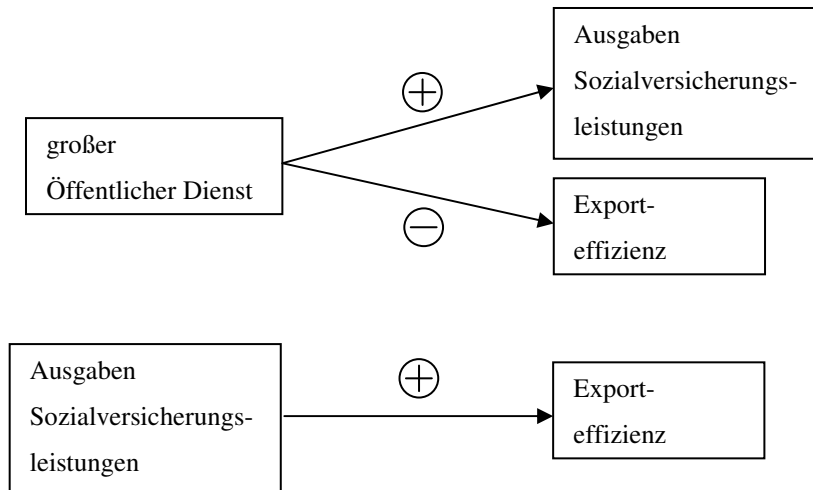 großer
Öffentlicher Dienst
+
Ausgaben
Sozialversicherungs-
leistungen
−
Export-
effizienz
Ausgaben
Sozialversicherungs-
leistungen
+
Export-
effizienz